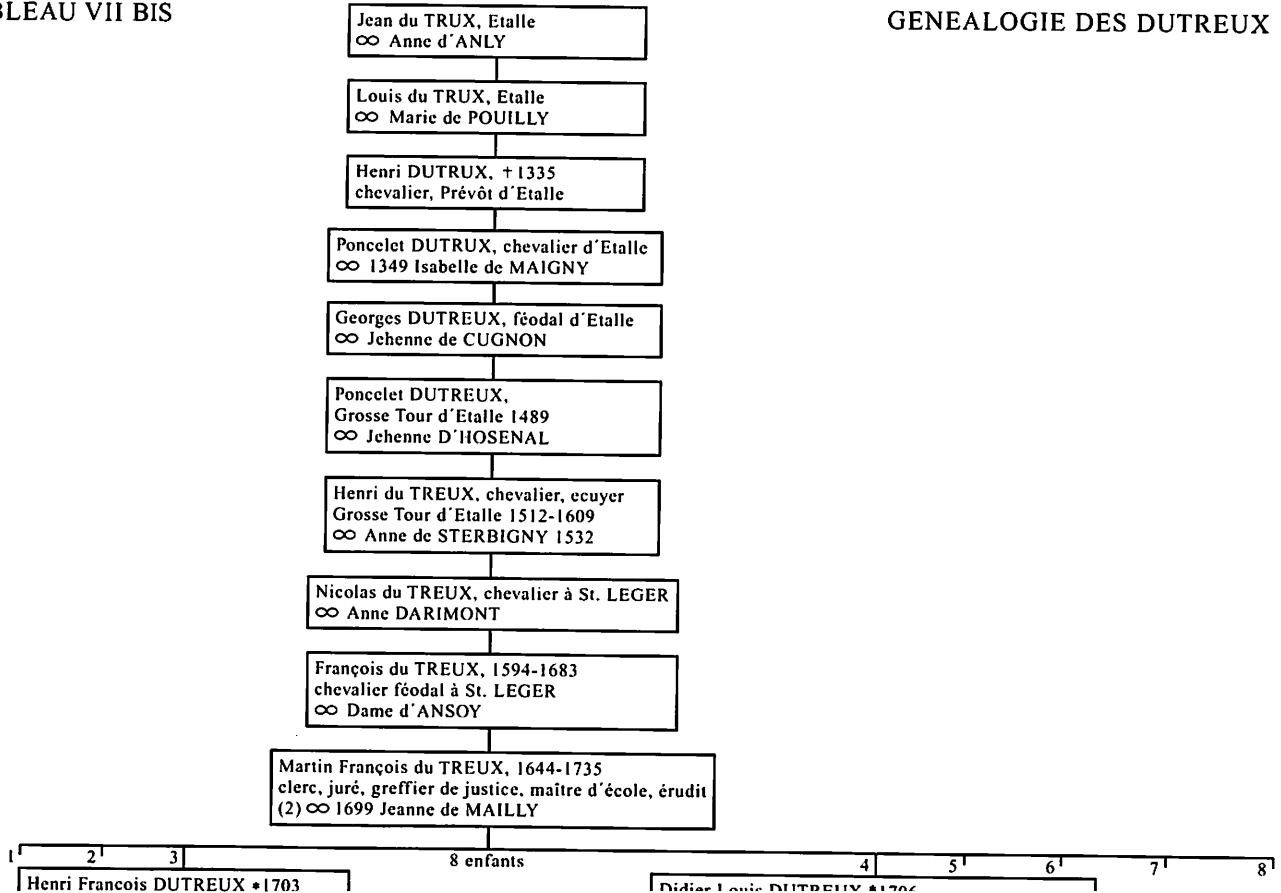 BLEAU VII BIS
GENEALOGIE DES DUTREUX
Jean du TRUX, Etalle
∞ Anne d'ANLY
Louis du TRUX, Etalle
∞ Marie de POUILLY
Henri DUTRUX, †1335
chevalier, Prévôt d'Etalle
Poncelet DUTRUX, chevalier d'Etalle
∞ 1349 Isabelle de MAIGNY
Georges DUTREUX, féodal d'Etalle
∞ Jehenne de CUGNON
Poncelet DUTREUX,
Grosse Tour d'Etalle 1489
∞ Jehenne D'HOSENAL
Henri du TREUX, chevalier, ecuyer
Grosse Tour d'Etalle 1512-1609
∞ Anne de STERBIGNY 1532
Nicolas du TREUX, chevalier à St. LEGER
∞ Anne DARIMONT
François du TREUX, 1594-1683
chevalier féodal à St. LEGER
∞ Dame d'ANSOY
Martin François du TREUX, 1644-1735
clerc, juré, greffier de justice, maître d'école, érudit
(2) ∞ 1699 Jeanne de MAILLY
1 2 3 8 enfants 4 5 6 7 8
Henri François DUTREUX *1703
Didier Louis DUTREUX *1706